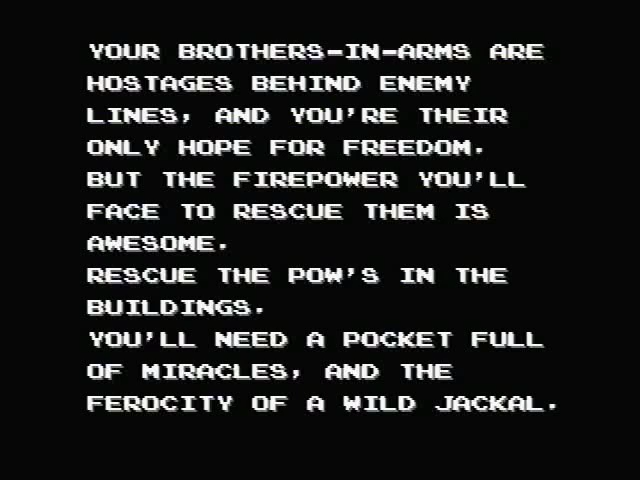 YOUR BROTHERS-IN-ARMS ARE
HOSTAGES BEHIND ENEMY
LINES, AND YOU'RE THEIR
ONLY HOPE FOR FREEDOM.
BUT THE FIREPOWER YOU'LL
FACE TO RESCUE THEM IS
AWESOME.
RESCUE THE POW'S IN THE
BUILDINGS.
YOU'LL NEED A POCKET FULL
OF MIRACLES, AND THE
FEROCITY OF A WILD JACKAL.